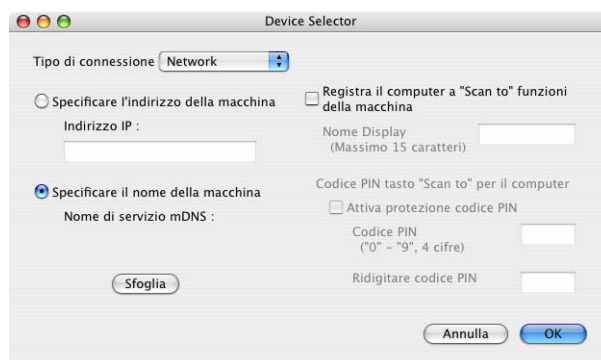 Device Selector
Tipo di connessione Network
Specificare l'indirizzo della macchina
Indirizzo IP :
Specificare il nome della macchina
Nome di servizio mDNS :
Sfoglia
Registra il computer a "Scan to" funzioni
della macchina
Nome Display
(Massimo 15 caratteri)
Codice PIN tasto "Scan to" per il computer
Attiva protezione codice PIN
Codice PIN
("0" – "9", 4 cifre)
Ridigitare codice PIN
Annulla
OK